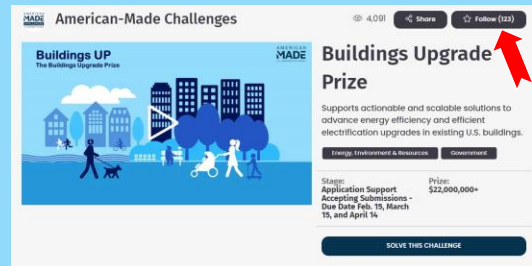 AMERICAN
MADE
CHALLENGES
American-Made Challenges
4,091
Share
Follow (123)
Buildings UP
The Buildings Upgrade Prize
AMERICAN
MADE
Buildings Upgrade
Prize
Supports actionable and scalable solutions to
advance energy efficiency and efficient
electrification upgrades in existing U.S. buildings.
Energy, Environment & Resources
Government
Stage:
Application Support
Accepting Submissions -
Due Date Feb. 15, March
15, and April 14
Prize:
$22,000,000+
SOLVE THIS CHALLENGE